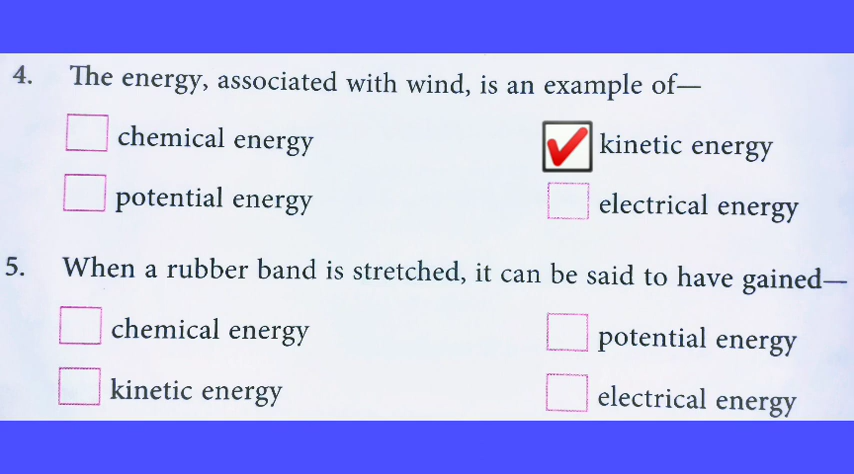 4. The energy, associated with wind, is an example of—
chemical energy
kinetic energy
potential energy
electrical energy
5. When a rubber band is stretched, it can be said to have gained—
chemical energy
potential energy
kinetic energy
electrical energy